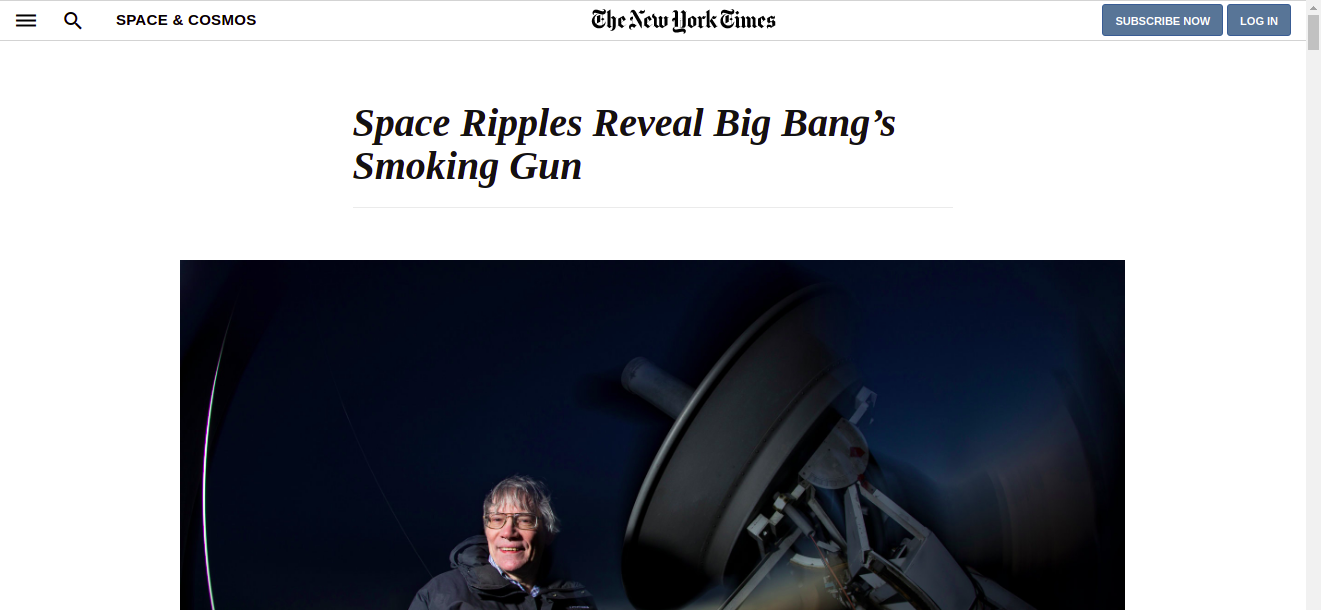 SPACE & COSMOS
The New York Times
SUBSCRIBE NOW
LOG IN
Space Ripples Reveal Big Bang’s
Smoking Gun